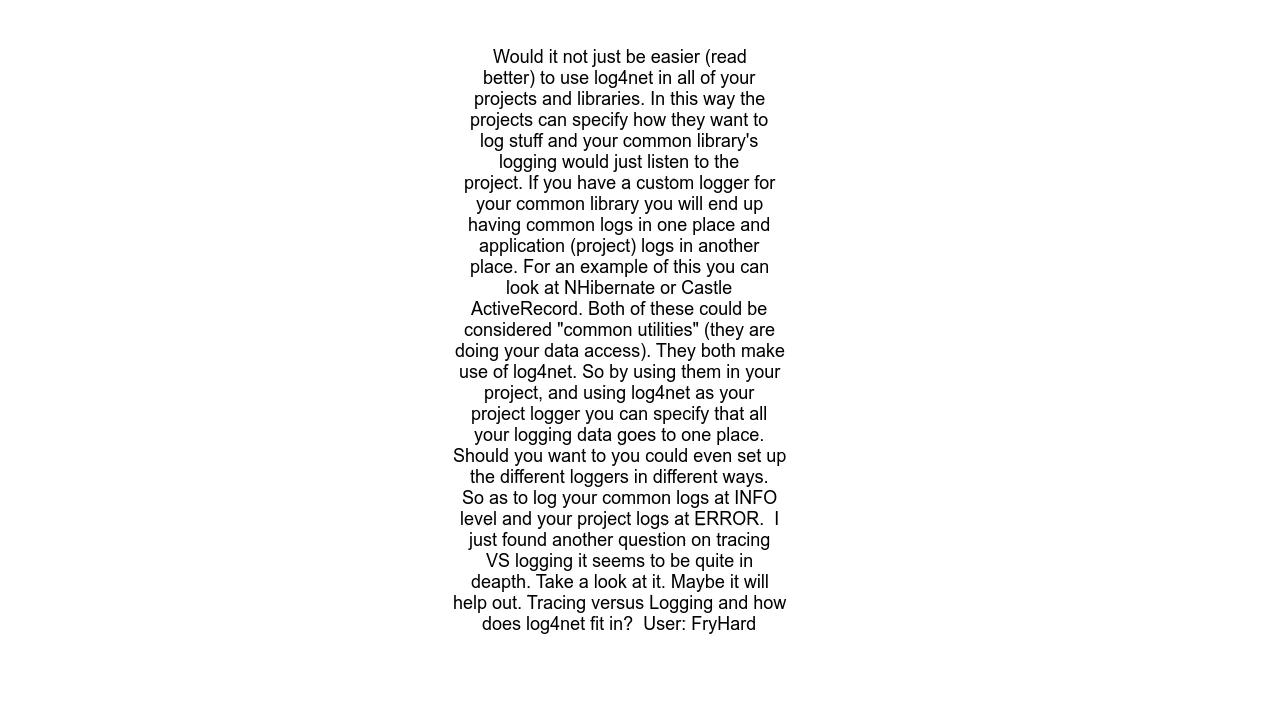 Would it not just be easier (read
better) to use log4net in all of your
projects and libraries. In this way the
projects can specify how they want to
log stuff and your common library's
logging would just listen to the
project. If you have a custom logger for
your common library you will end up
having common logs in one place and
application (project) logs in another
place. For an example of this you can
look at NHibernate or Castle
ActiveRecord. Both of these could be
considered "common utilities" (they are
doing your data access). They both make
use of log4net. So by using them in your
project, and using log4net as your
project logger you can specify that all
your logging data goes to one place.
Should you want to you could even set up
the different loggers in different ways.
So as to log your common logs at INFO
level and your project logs at ERROR.  I
just found another question on tracing
VS logging it seems to be quite in
deapth. Take a look at it. Maybe it will
help out. Tracing versus Logging and how
does log4net fit in?  User: FryHard